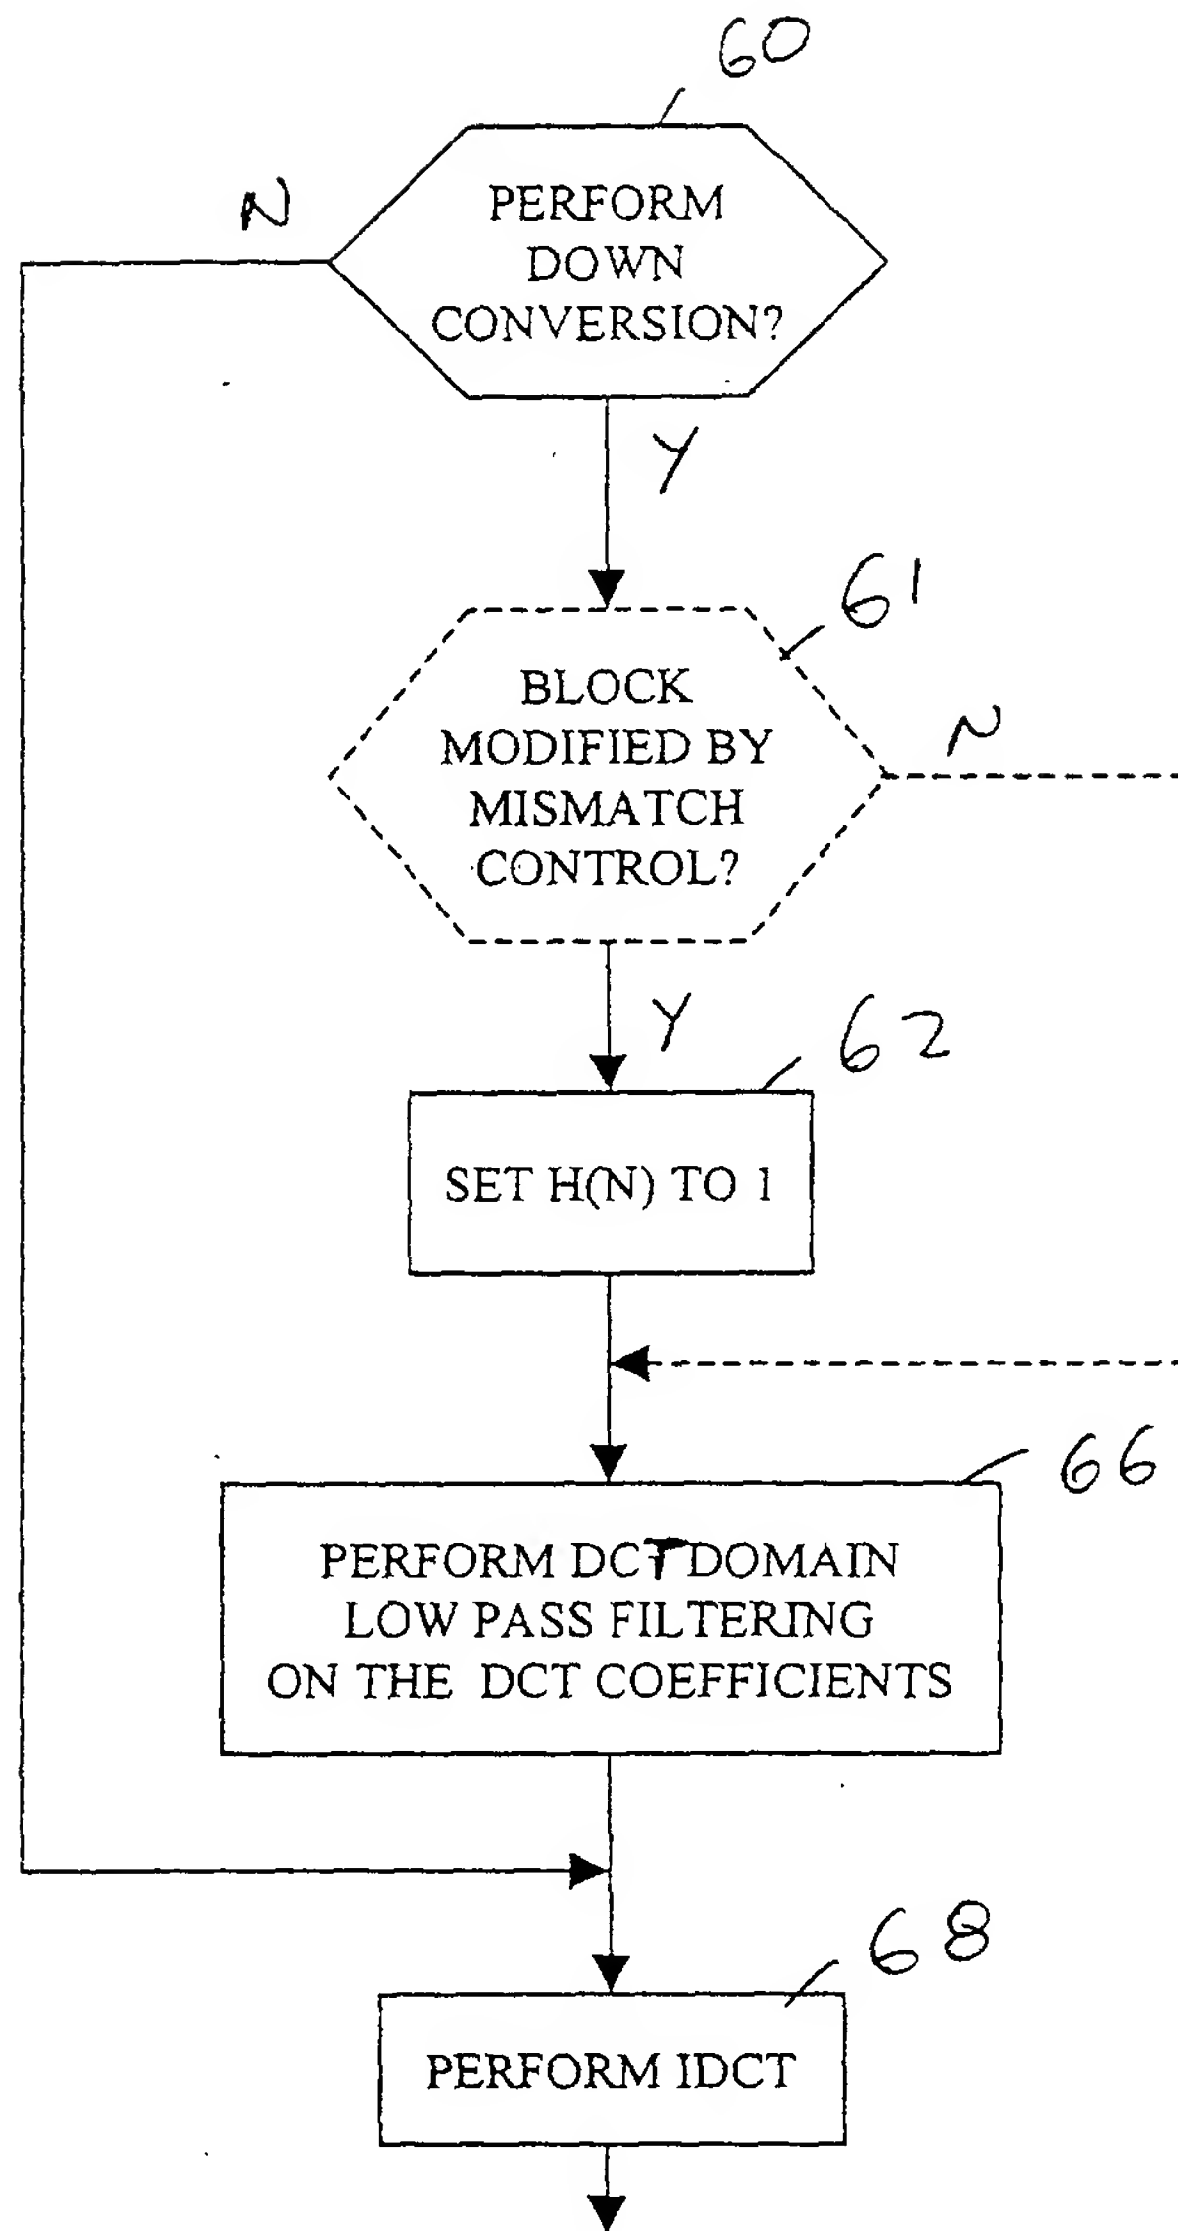 60
N
PERFORM
DOWN
CONVERSION?
Y
61
BLOCK
MODIFIED BY
MISMATCH
CONTROL?
N
Y
62
SET H(N) TO 1
66
PERFORM DCT DOMAIN
LOW PASS FILTERING
ON THE DCT COEFFICIENTS
68
PERFORM IDCT